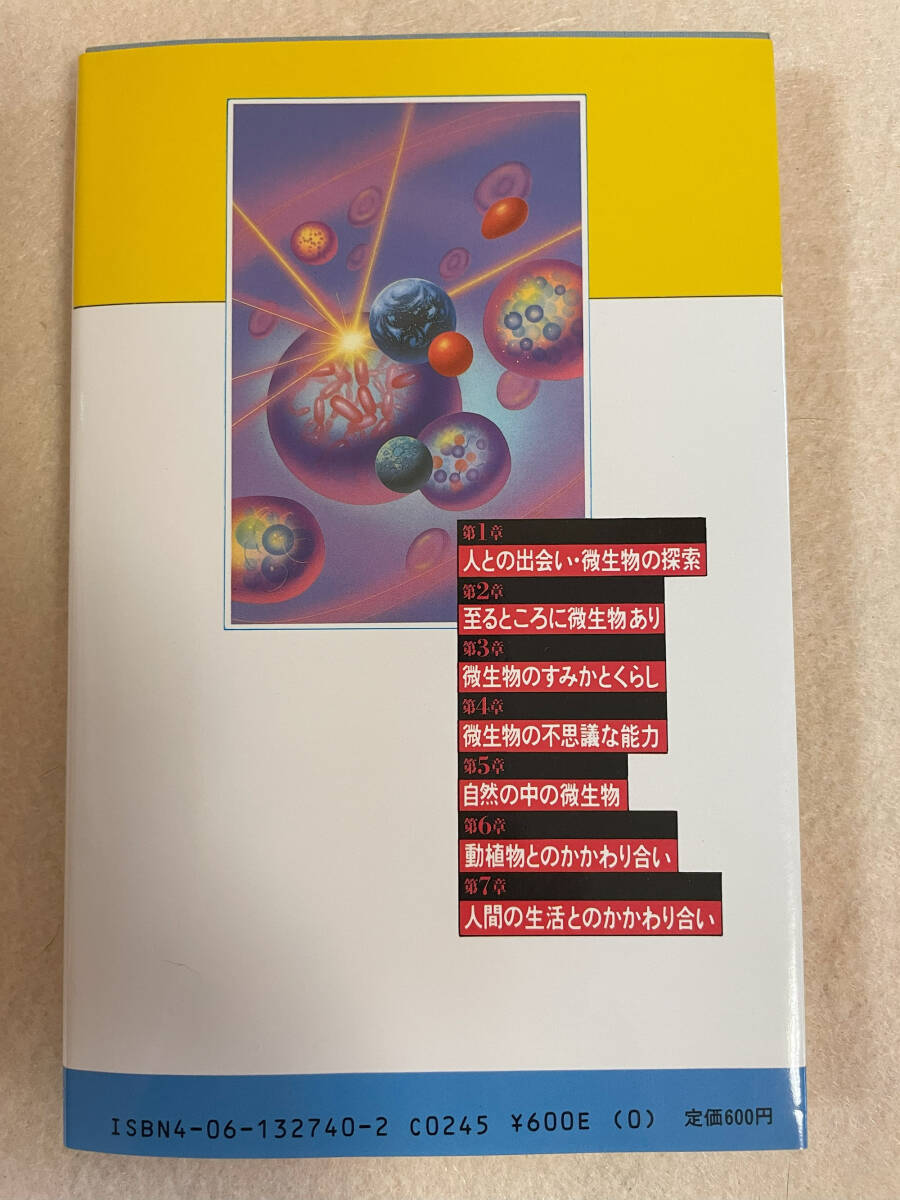 第1章
人との出会い・微生物の探索
第2章
至るところに微生物あり
第3章
微生物のすみかとくらし
第4章
微生物の不思議な能力
第5章
自然の中の微生物
第6章
動植物とのかかわり合い
第7章
人間の生活とのかかわり合い
ISBN4-06-132740-2 C0245 ¥600E (0) 定価600円